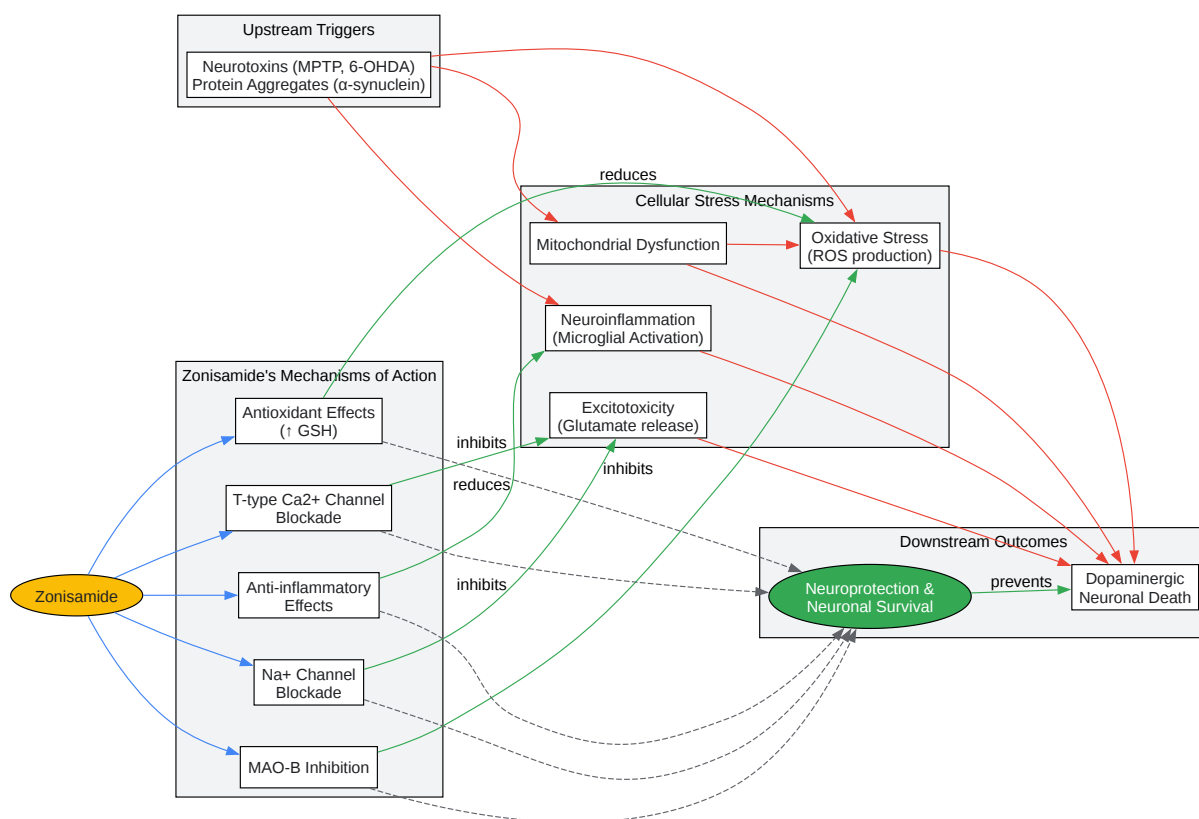 Upstream Triggers
Neurotoxins (MPTP, 6-OHDA)
Protein Aggregates (α-synuclein)
reduces
Cellular Stress Mechanisms
Mitochondrial Dysfunction
Oxidative Stress
(ROS production)
Neuroinflammation
(Microglial Activation)
Excitotoxicity
(Glutamate release)
Zonisamide's Mechanisms of Action
Antioxidant Effects
(↑ GSH)
inhibits
inhibits
reduces
T-type Ca2+ Channel
Blockade
Anti-inflammatory
Effects
inhibits
Na+ Channel
Blockade
MAO-B Inhibition
Zonisamide
Downstream Outcomes
Neuroprotection &
Neuronal Survival
prevents
Dopaminergic
Neuronal Death